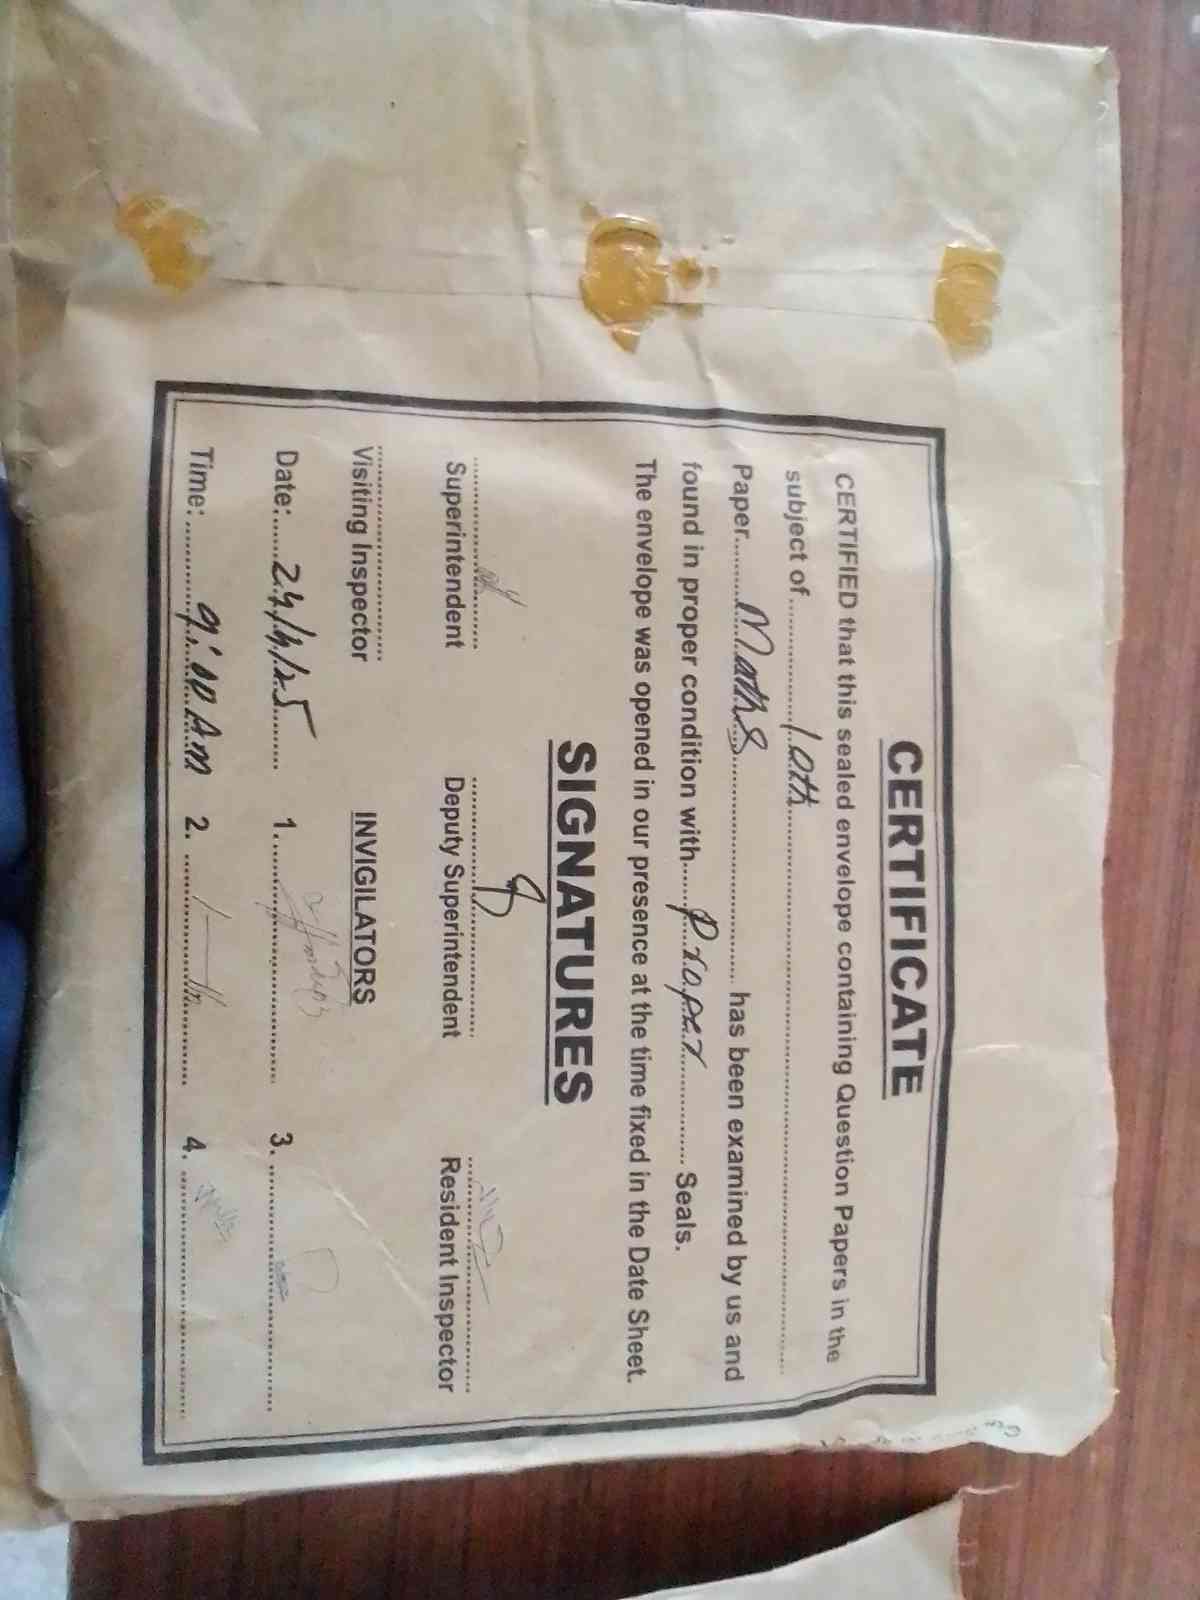 CERTIFICATE
CERTIFIED that this sealed envelope containing Question Papers in the
subject of.............10th.............
Paper.......Maths............. has been examined by us and
found in proper condition with......Proper............. Seals.
The envelope was opened in our presence at the time fixed in the Date Sheet.
SIGNATURES
Superintendent Deputy Superintendent Resident Inspector
Visiting Inspector INVIGILATORS
Date:......24/4/25....... 1............. 3. .............
Time:.......9:00 Am 2. ............. 4. .............